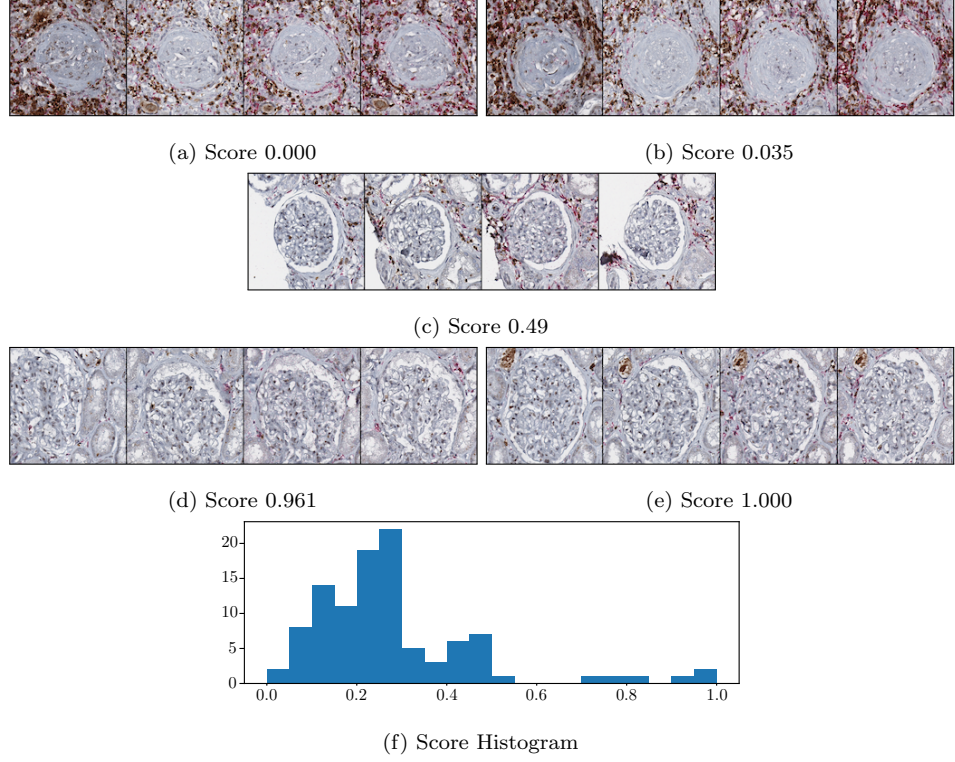 (a) Score 0.000
(b) Score 0.035
(c) Score 0.49
(d) Score 0.961
(e) Score 1.000
20
15
10
5
0
0.0 0.2 0.4 0.6 0.8 1.0
(f) Score Histogram